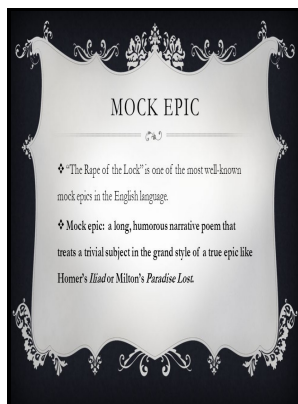 MOCK EPIC
❖ "The Rape of the Lock" is one of the most well-known
mock epics in the English language.
❖ Mock epic: a long, humorous narrative poem that
treats a trivial subject in the grand style of a true epic like
Homer's Iliad or Milton's Paradise Lost.